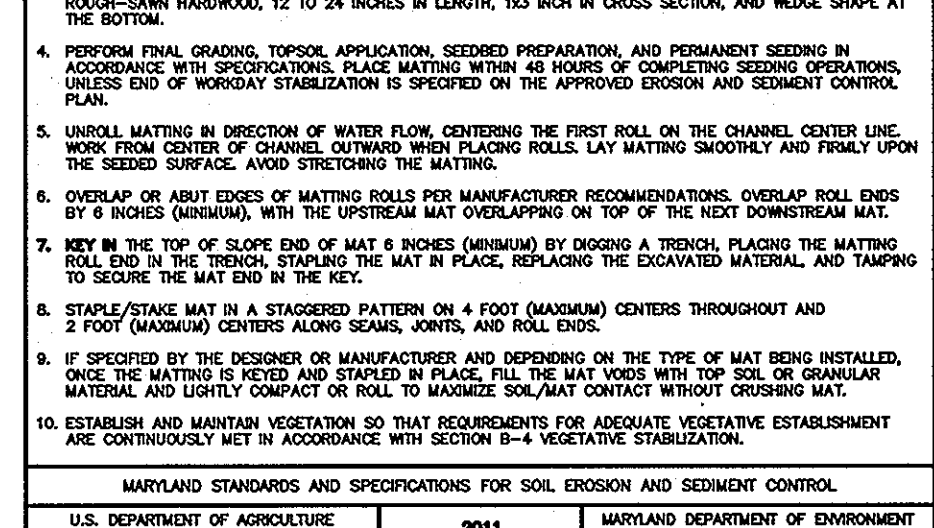 ROUGH-SAWN HARDWOOD, 12 TO 24 INCHES IN LENGTH, 1x3 INCH IN CROSS SECTION, AND WEDGE SHAPE AT
THE BOTTOM.
4. PERFORM FINAL GRADING, TOPSOIL APPLICATION, SEEDBED PREPARATION, AND PERMANENT SEEDING IN
ACCORDANCE WITH SPECIFICATIONS. PLACE MATTING WITHIN 48 HOURS OF COMPLETING SEEDING OPERATIONS,
UNLESS END OF WORKDAY STABILIZATION IS SPECIFIED ON THE APPROVED EROSION AND SEDIMENT CONTROL
PLAN.
5. UNROLL MATTING IN DIRECTION OF WATER FLOW, CENTERING THE FIRST ROLL ON THE CHANNEL CENTER LINE.
WORK FROM CENTER OF CHANNEL OUTWARD WHEN PLACING ROLLS. LAY MATTING SMOOTHLY AND FIRMLY UPON
THE SEEDED SURFACE. AVOID STRETCHING THE MATTING.
6. OVERLAP OR ABUT EDGES OF MATTING ROLLS PER MANUFACTURER RECOMMENDATIONS. OVERLAP ROLL ENDS
BY 6 INCHES (MINIMUM), WITH THE UPSTREAM MAT OVERLAPPING ON TOP OF THE NEXT DOWNSTREAM MAT.
7. KEY IN THE TOP OF SLOPE END OF MAT 6 INCHES (MINIMUM) BY DIGGING A TRENCH, PLACING THE MATTING
ROLL END IN THE TRENCH, STAPLING THE MAT IN PLACE, REPLACING THE EXCAVATED MATERIAL, AND TAMPING
TO SECURE THE MAT END IN THE KEY.
8. STAPLE/STAKE MAT IN A STAGGERED PATTERN ON 4 FOOT (MAXIMUM) CENTERS THROUGHOUT AND
2 FOOT (MAXIMUM) CENTERS ALONG SEAMS, JOINTS, AND ROLL ENDS.
9. IF SPECIFIED BY THE DESIGNER OR MANUFACTURER AND DEPENDING ON THE TYPE OF MAT BEING INSTALLED,
ONCE THE MATTING IS KEYED AND STAPLED IN PLACE, FILL THE MAT VOIDS WITH TOP SOIL OR GRANULAR
MATERIAL AND LIGHTLY COMPACT OR ROLL TO MAXIMIZE SOIL/MAT CONTACT WITHOUT CRUSHING MAT.
10. ESTABLISH AND MAINTAIN VEGETATION SO THAT REQUIREMENTS FOR ADEQUATE VEGETATIVE ESTABLISHMENT
ARE CONTINUOUSLY MET IN ACCORDANCE WITH SECTION B-4 VEGETATIVE STABILIZATION.
MARYLAND STANDARDS AND SPECIFICATIONS FOR SOIL EROSION AND SEDIMENT CONTROL
U.S. DEPARTMENT OF AGRICULTURE
2011
MARYLAND DEPARTMENT OF ENVIRONMENT